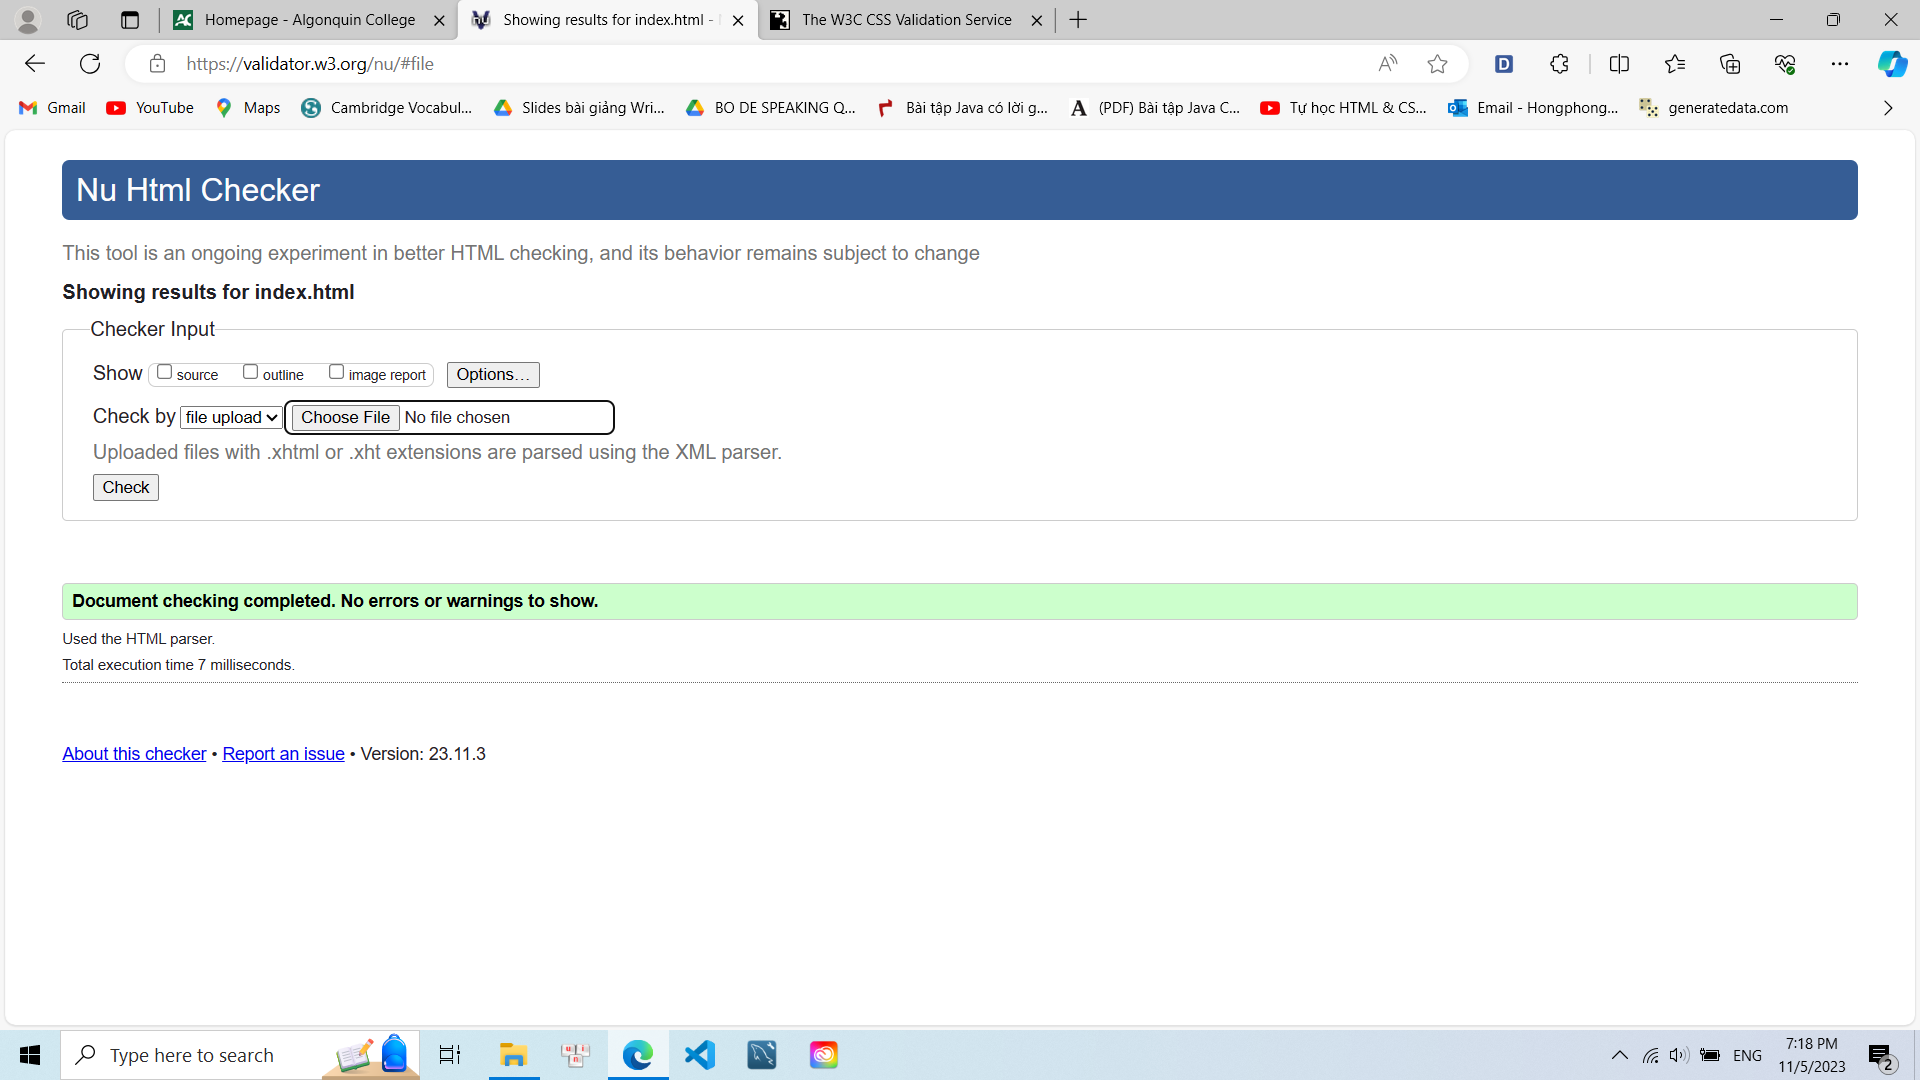 Homepage - Algonquin College
Showing results for index.html -
The W3C CSS Validation Service
https://validator.w3.org/nu/#file
Gmail
YouTube
Maps
Cambridge Vocabul...
Slides bài giảng Wri...
BO DE SPEAKING Q...
Bài tập Java có lời g...
(PDF) Bài tập Java C...
Tự học HTML & CS...
Email - Hongphong...
generatedata.com
Nu Html Checker
This tool is an ongoing experiment in better HTML checking, and its behavior remains subject to change
Showing results for index.html
Checker Input
Show source outline image report Options...
Check by file upload Choose File No file chosen
Uploaded files with .xhtml or .xht extensions are parsed using the XML parser.
Check
Document checking completed. No errors or warnings to show.
Used the HTML parser.
Total execution time 7 milliseconds.
About this checker • Report an issue • Version: 23.11.3
Type here to search
ENG
7:18 PM
11/5/2023
2